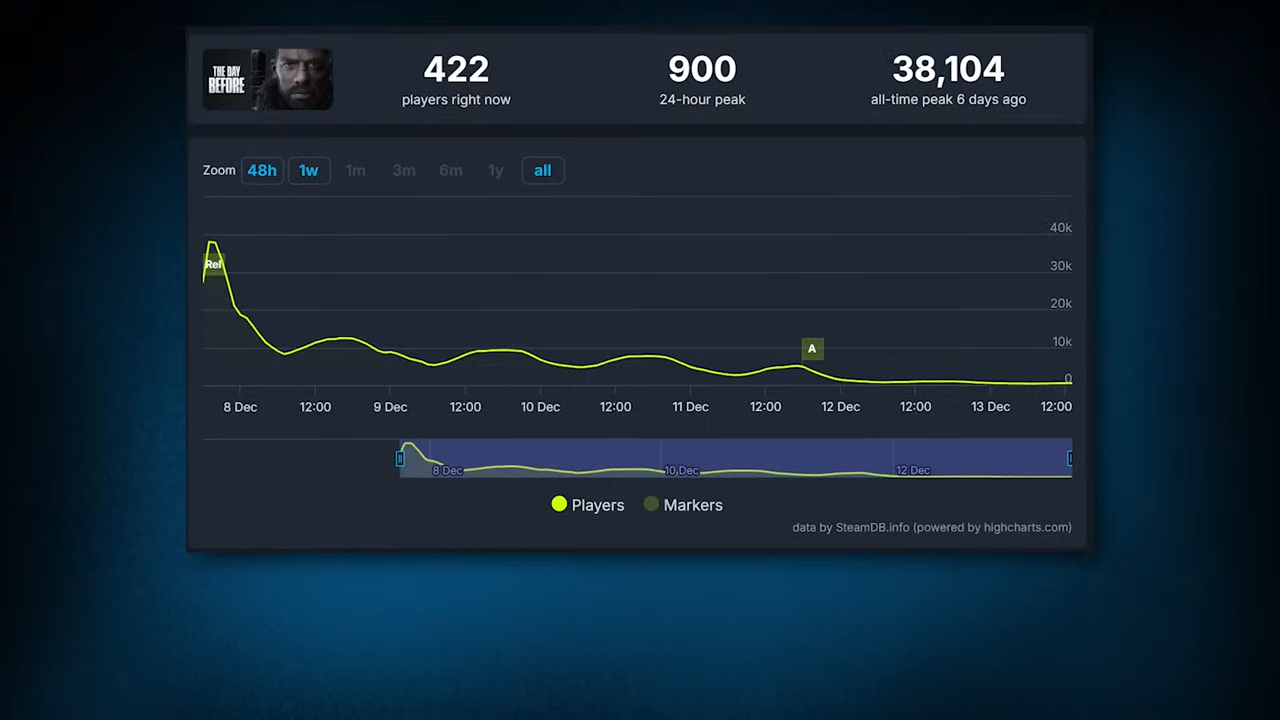 THE DAY
BEFORE
422
players right now
900
24-hour peak
38,104
all-time peak 6 days ago
Zoom 48h 1w 1m 3m 6m 1y all
40k
30k
20k
10k
0
Rel
A
8 Dec 12:00 9 Dec 12:00 10 Dec 12:00 11 Dec 12:00 12 Dec 12:00 13 Dec 12:00
8 Dec 10 Dec 12 Dec
Players Markers
data by SteamDB.info (powered by highcharts.com)